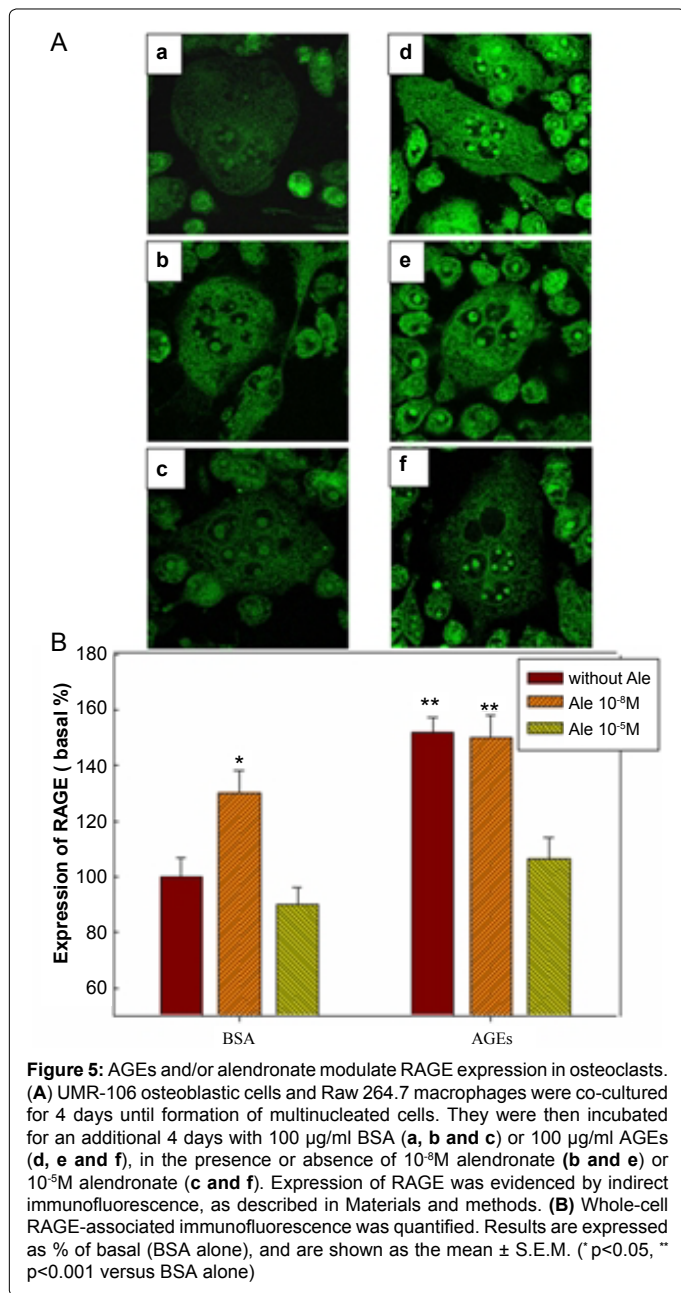 A
a
d
b
e
c
f
B
180
160
140
120
100
80
60
Expression of RAGE ( basal %)
without Ale
Ale 10⁻⁸M
Ale 10⁻⁵M
*
**
**
BSA
AGEs
Figure 5: AGEs and/or alendronate modulate RAGE expression in osteoclasts.
(A) UMR-106 osteoblastic cells and Raw 264.7 macrophages were co-cultured
for 4 days until formation of multinucleated cells. They were then incubated
for an additional 4 days with 100 µg/ml BSA (a, b and c) or 100 µg/ml AGEs
(d, e and f), in the presence or absence of 10⁻⁸M alendronate (b and e) or
10⁻⁵M alendronate (c and f). Expression of RAGE was evidenced by indirect
immunofluorescence, as described in Materials and methods. (B) Whole-cell
RAGE-associated immunofluorescence was quantified. Results are expressed
as % of basal (BSA alone), and are shown as the mean ± S.E.M. (* p<0.05, **
p<0.001 versus BSA alone)